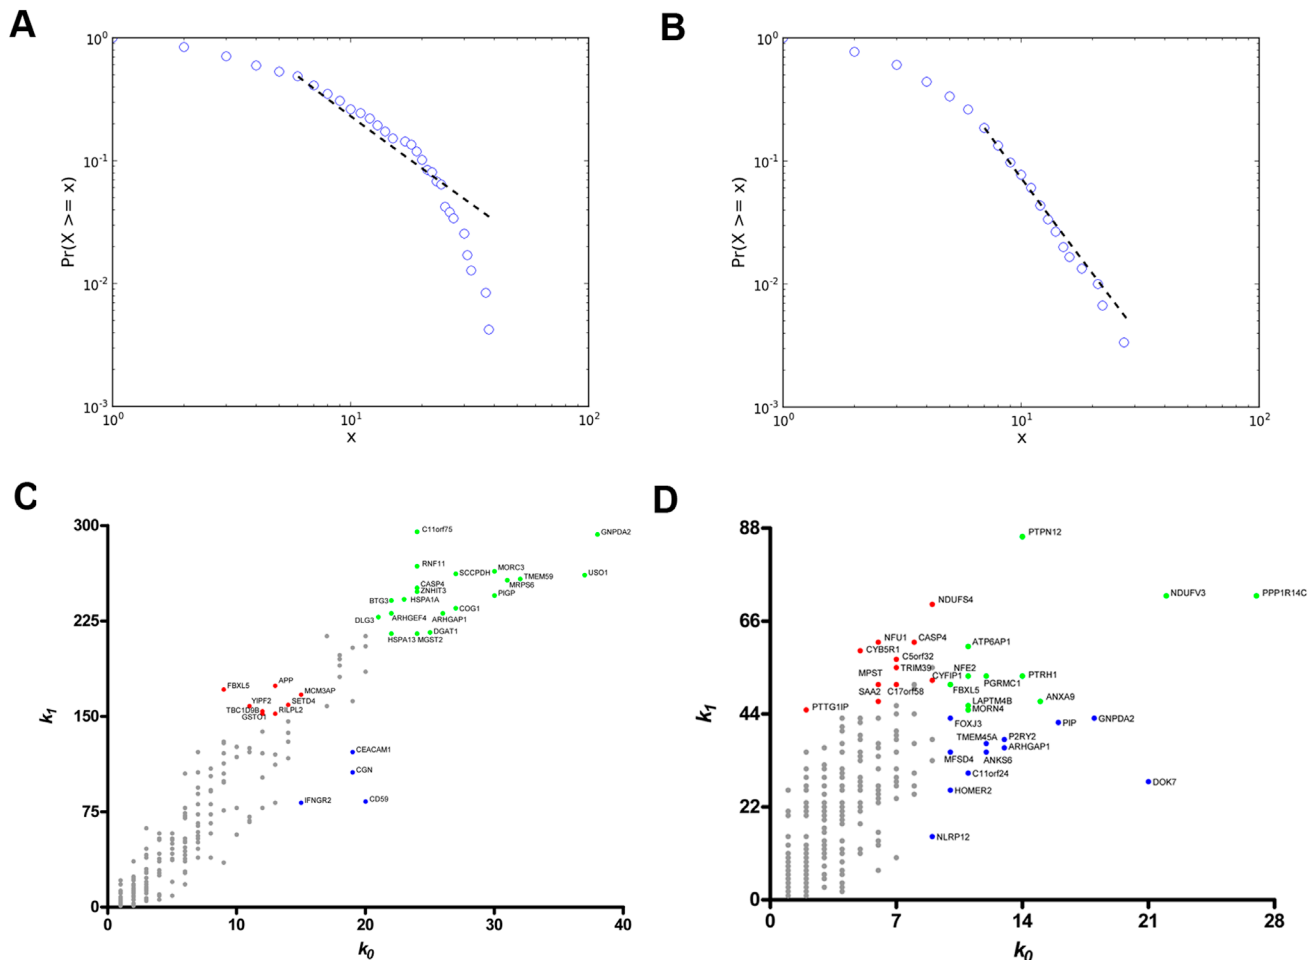 A
B
10^0
10^-1
10^-2
10^-3
Pr(X >= x)
10^0
10^1
10^2
x
10^0
10^-1
10^-2
10^-3
Pr(X >= x)
10^0
10^1
10^2
x
C
D
300
225
150
75
0
k1
0
10
20
30
40
k0
C11orf75
GNPDA2
RNF11
SCCPDH
MORC3
TMEM59
USO1
MRPS6
CASP4
ZNHIT3
PIGP
BTG3
HSPA1A
COG1
DLG3
ARHGEF4
ARHGAP1
DGAT1
HSPA13
MGST2
FBXL5
APP
MCM3AP
YIPF2
SETD4
TBC1D9B
RILPL2
GSTO1
CEACAM1
CGN
IFNGR2
CD59
88
66
44
22
0
k1
0
7
14
21
28
k0
PTPN12
NDUFV3
PPP1R14C
NDUFS4
NFU1
CASP4
ATP6AP1
CYB5R1
C5orf32
TRIM39
NFE2
MPST
CYFIP1
PGRMC1
PTRH1
SAA2
C17orf58
FBXL5
PTTG1IP
LAPTM4B
ANXA9
MORN4
FOXJ3
PIP
GNPDA2
TMEM45A
P2RY2
ARHGAP1
MFSD4
ANKS6
C11orf24
DOK7
HOMER2
NLRP12